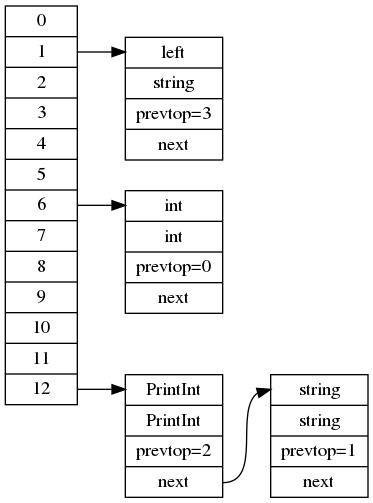 0
1
2
3
4
5
6
7
8
9
10
11
12
left
string
prevtop=3
next
int
int
prevtop=0
next
PrintInt
PrintInt
prevtop=2
next
string
string
prevtop=1
next